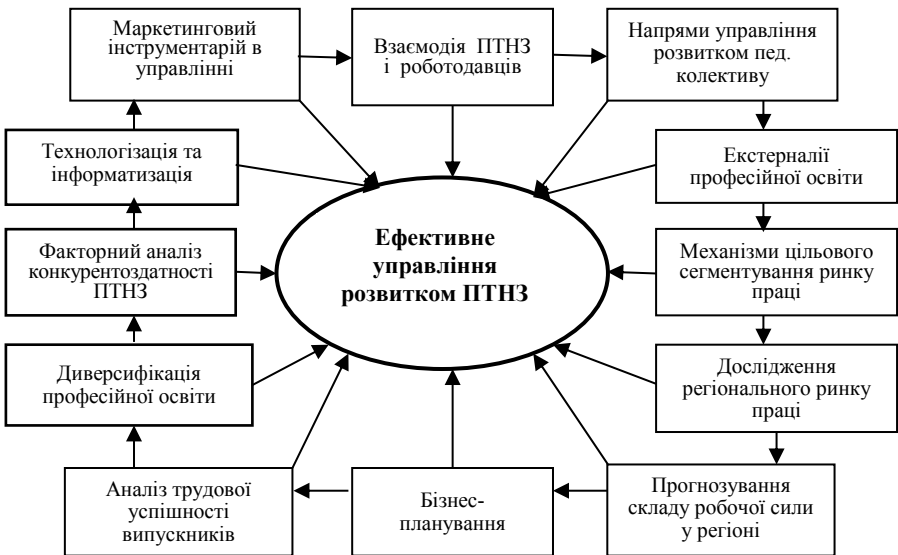 Маркетинговий
інструментарій в
управлінні
Взаємодія ПТНЗ
і роботодавців
Напрями управління
розвитком пед.
колективу
Технологізація та
інформатизація
Екстерналії
професійної освіти
Ефективне
управління
розвитком ПТНЗ
Факторний аналіз
конкурентоздатності
ПТНЗ
Механізми цільового
сегментування ринку
праці
Диверсифікація
професійної освіти
Дослідження
регіонального ринку
праці
Аналіз трудової
успішності
випускників
Бізнес-
планування
Прогнозування
складу робочої сили
у регіоні